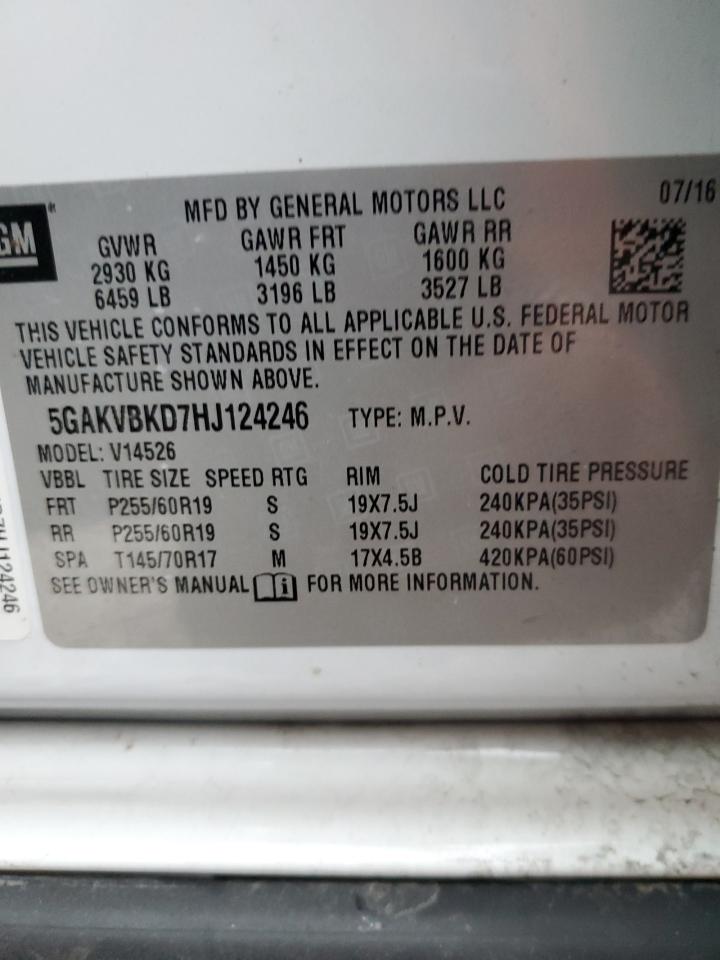 MFD BY GENERAL MOTORS LLC 07/16
GM
GVWR GAWR FRT GAWR RR
2930 KG 1450 KG 1600 KG
6459 LB 3196 LB 3527 LB
THIS VEHICLE CONFORMS TO ALL APPLICABLE U.S. FEDERAL MOTOR
VEHICLE SAFETY STANDARDS IN EFFECT ON THE DATE OF
MANUFACTURE SHOWN ABOVE.
5GAKVBKD7HJ124246 TYPE: M.P.V.
MODEL: V14526
VBBL TIRE SIZE SPEED RTG RIM COLD TIRE PRESSURE
FRT P255/60R19 S 19X7.5J 240KPA(35PSI)
RR P255/60R19 S 19X7.5J 240KPA(35PSI)
SPA T145/70R17 M 17X4.5B 420KPA(60PSI)
SEE OWNER'S MANUAL i FOR MORE INFORMATION.
J124246